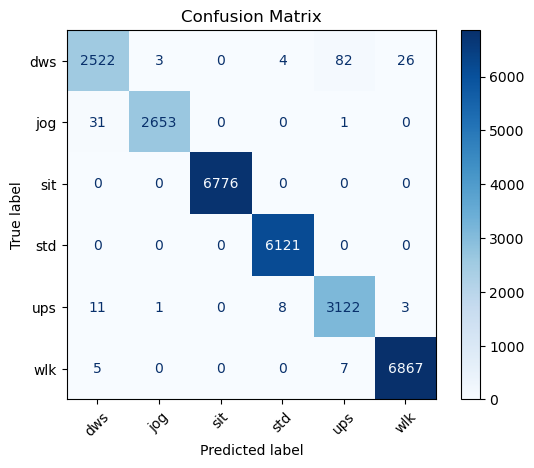 Confusion Matrix
dws 2522 3 0 4 82 26
jog 31 2653 0 0 1 0
sit 0 0 6776 0 0 0
std 0 0 0 6121 0 0
ups 11 1 0 8 3122 3
wlk 5 0 0 0 7 6867
dws jog sit std ups wlk
Predicted label
True label
6000
5000
4000
3000
2000
1000
0